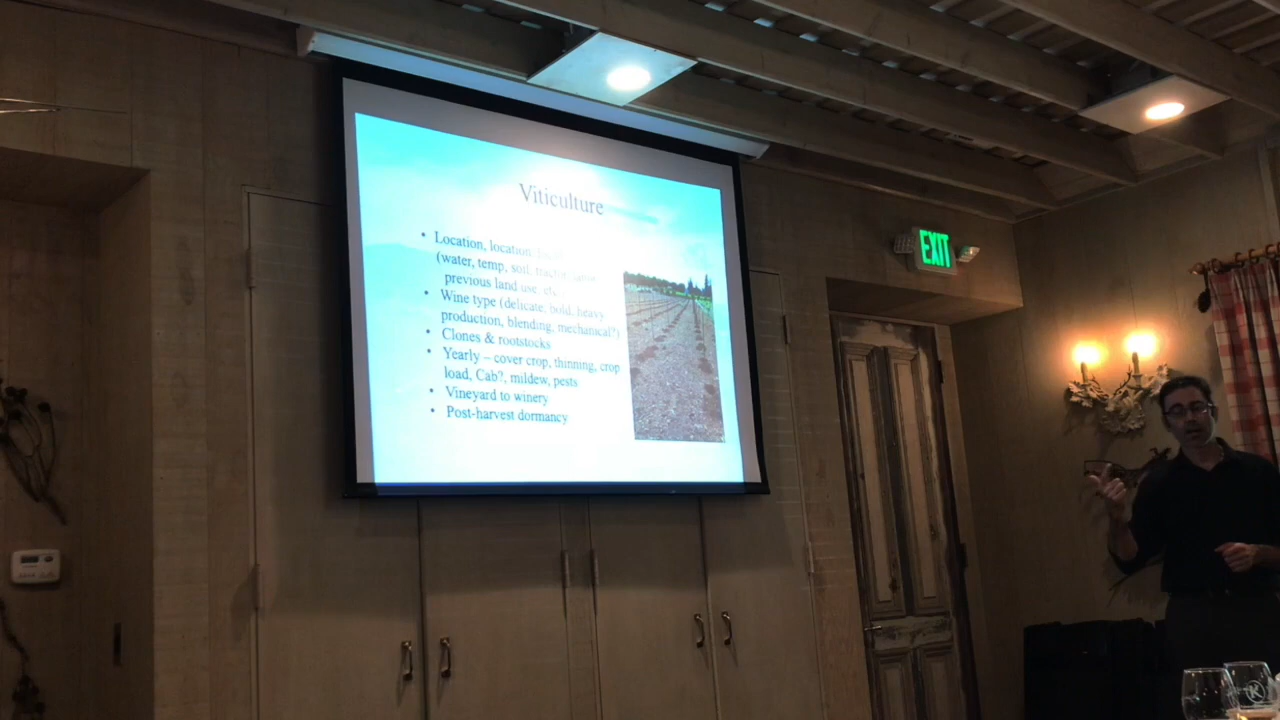 Viticulture
• Location, location,
(water, temp, soil,
previous land use, etc.)
• Wine type (delicate, bold, heavy
production, blending, mechanical?)
• Clones & rootstocks
• Yearly – cover crop, thinning, crop
load, Cab?, mildew, pests
• Vineyard to winery
• Post-harvest dormancy
EXIT
K